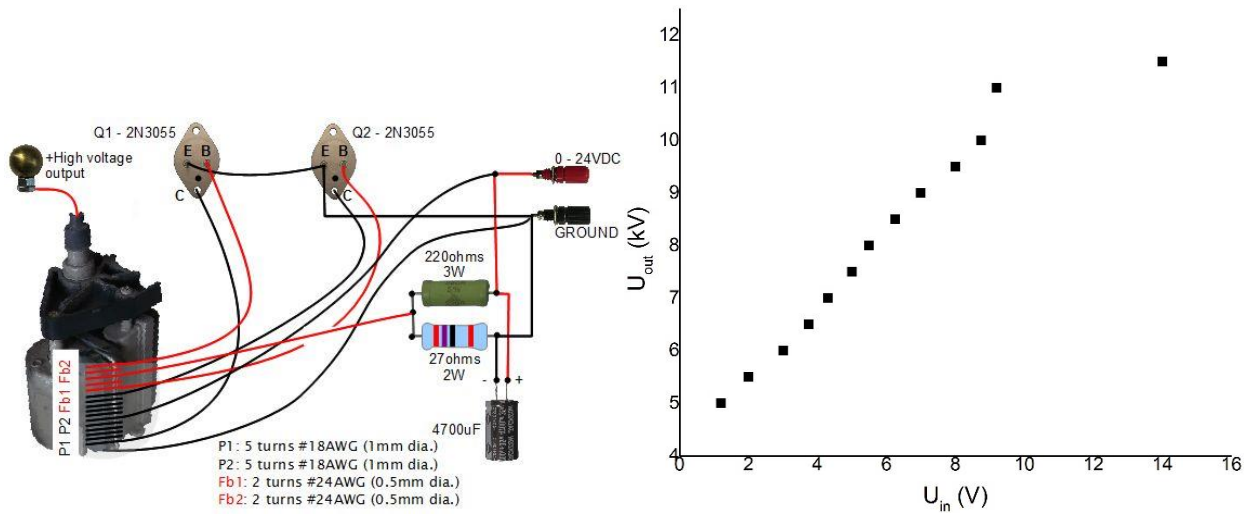 Q1 - 2N3055
Q2 - 2N3055
+High voltage
output
E B
C
E B
C
0 - 24VDC
GROUND
220ohms
3W
27ohms
2W
- +
4700uF
P1 P2 Fb1 Fb2
P1: 5 turns #18AWG (1mm dia.)
P2: 5 turns #18AWG (1mm dia.)
Fb1: 2 turns #24AWG (0.5mm dia.)
Fb2: 2 turns #24AWG (0.5mm dia.)
Uout (kV)
12
11
10
9
8
7
6
5
4
0 2 4 6 8 10 12 14 16
Uin (V)